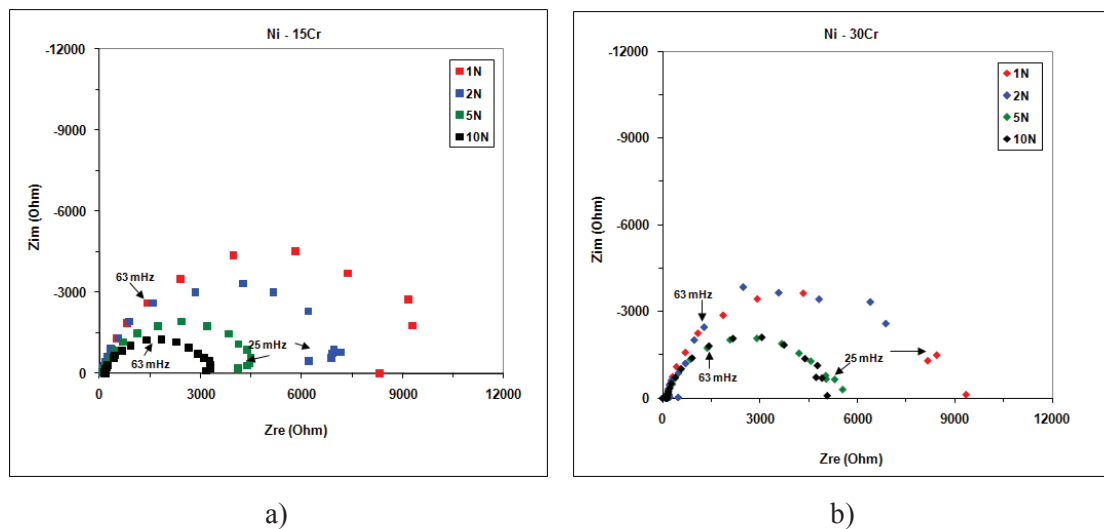 Ni - 15Cr
-12000
-9000
-6000
-3000
0
Zim (Ohm)
1N
2N
5N
10N
63 mHz
63 mHz
25 mHz
0 3000 6000 9000 12000
Zre (Ohm)
a)
Ni - 30Cr
-12000
-9000
-6000
-3000
0
Zim (Ohm)
1N
2N
5N
10N
63 mHz
63 mHz
25 mHz
0 3000 6000 9000 12000
Zre (Ohm)
b)